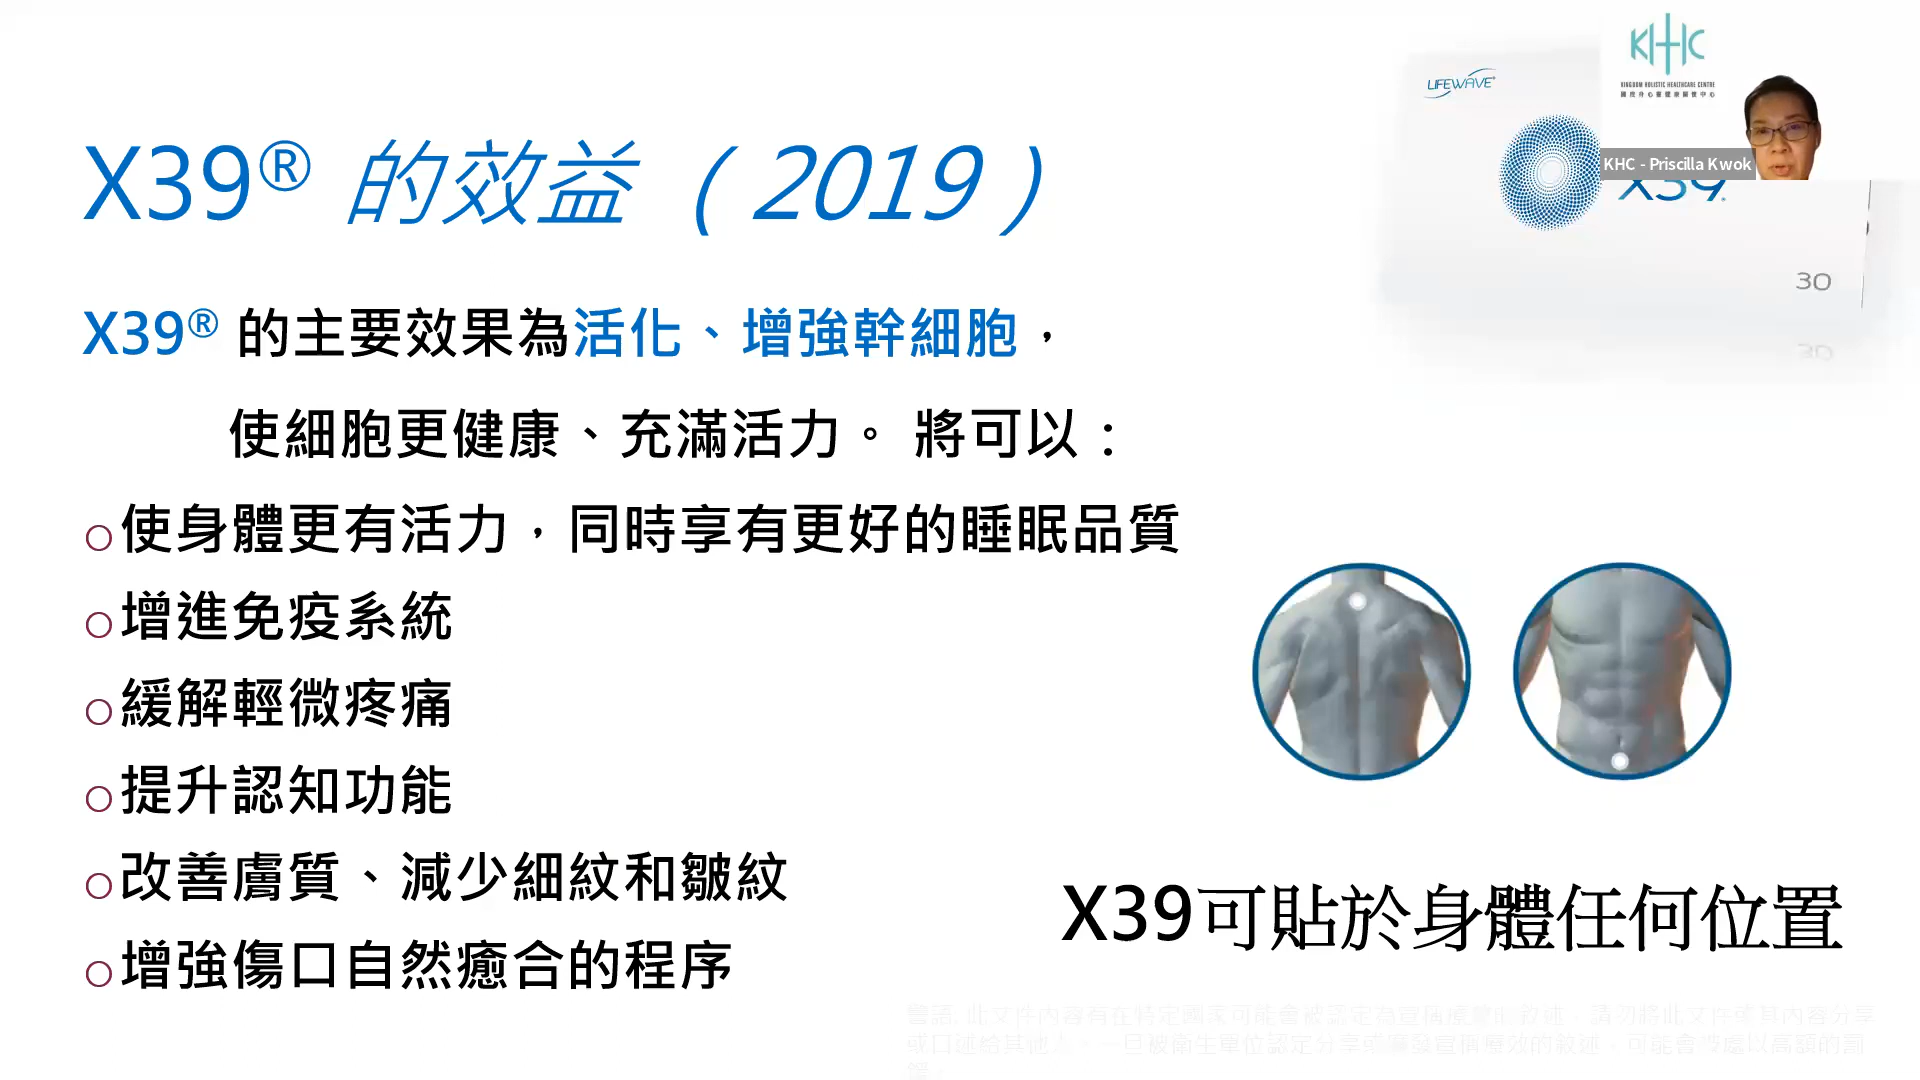 KHC
KINGDOM HOLISTIC HEALTHCARE CENTRE
LIFEWAVE®
KHC - Priscilla Kwok
X39®
30
X39® 的效益（2019）
X39® 的主要效果為活化、增強幹細胞，
使細胞更健康、充滿活力。 將可以：
○使身體更有活力，同時享有更好的睡眠品質
○增進免疫系統
○緩解輕微疼痛
○提升認知功能
○改善膚質、減少細紋和皺紋
○增強傷口自然癒合的程序
X39可貼於身體任何位置